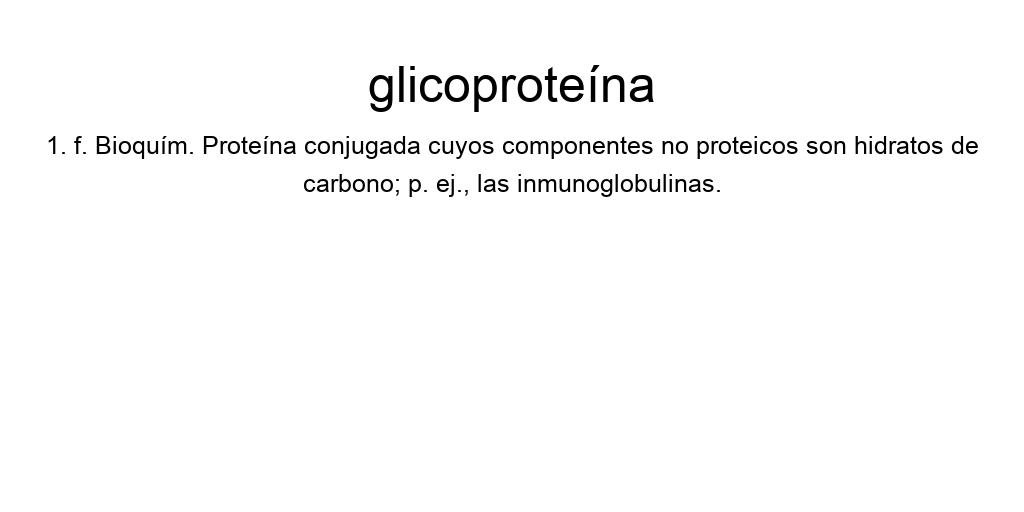 glicoproteína
1. f. Bioquím. Proteína conjugada cuyos componentes no proteicos son hidratos de
carbono; p. ej., las inmunoglobulinas.